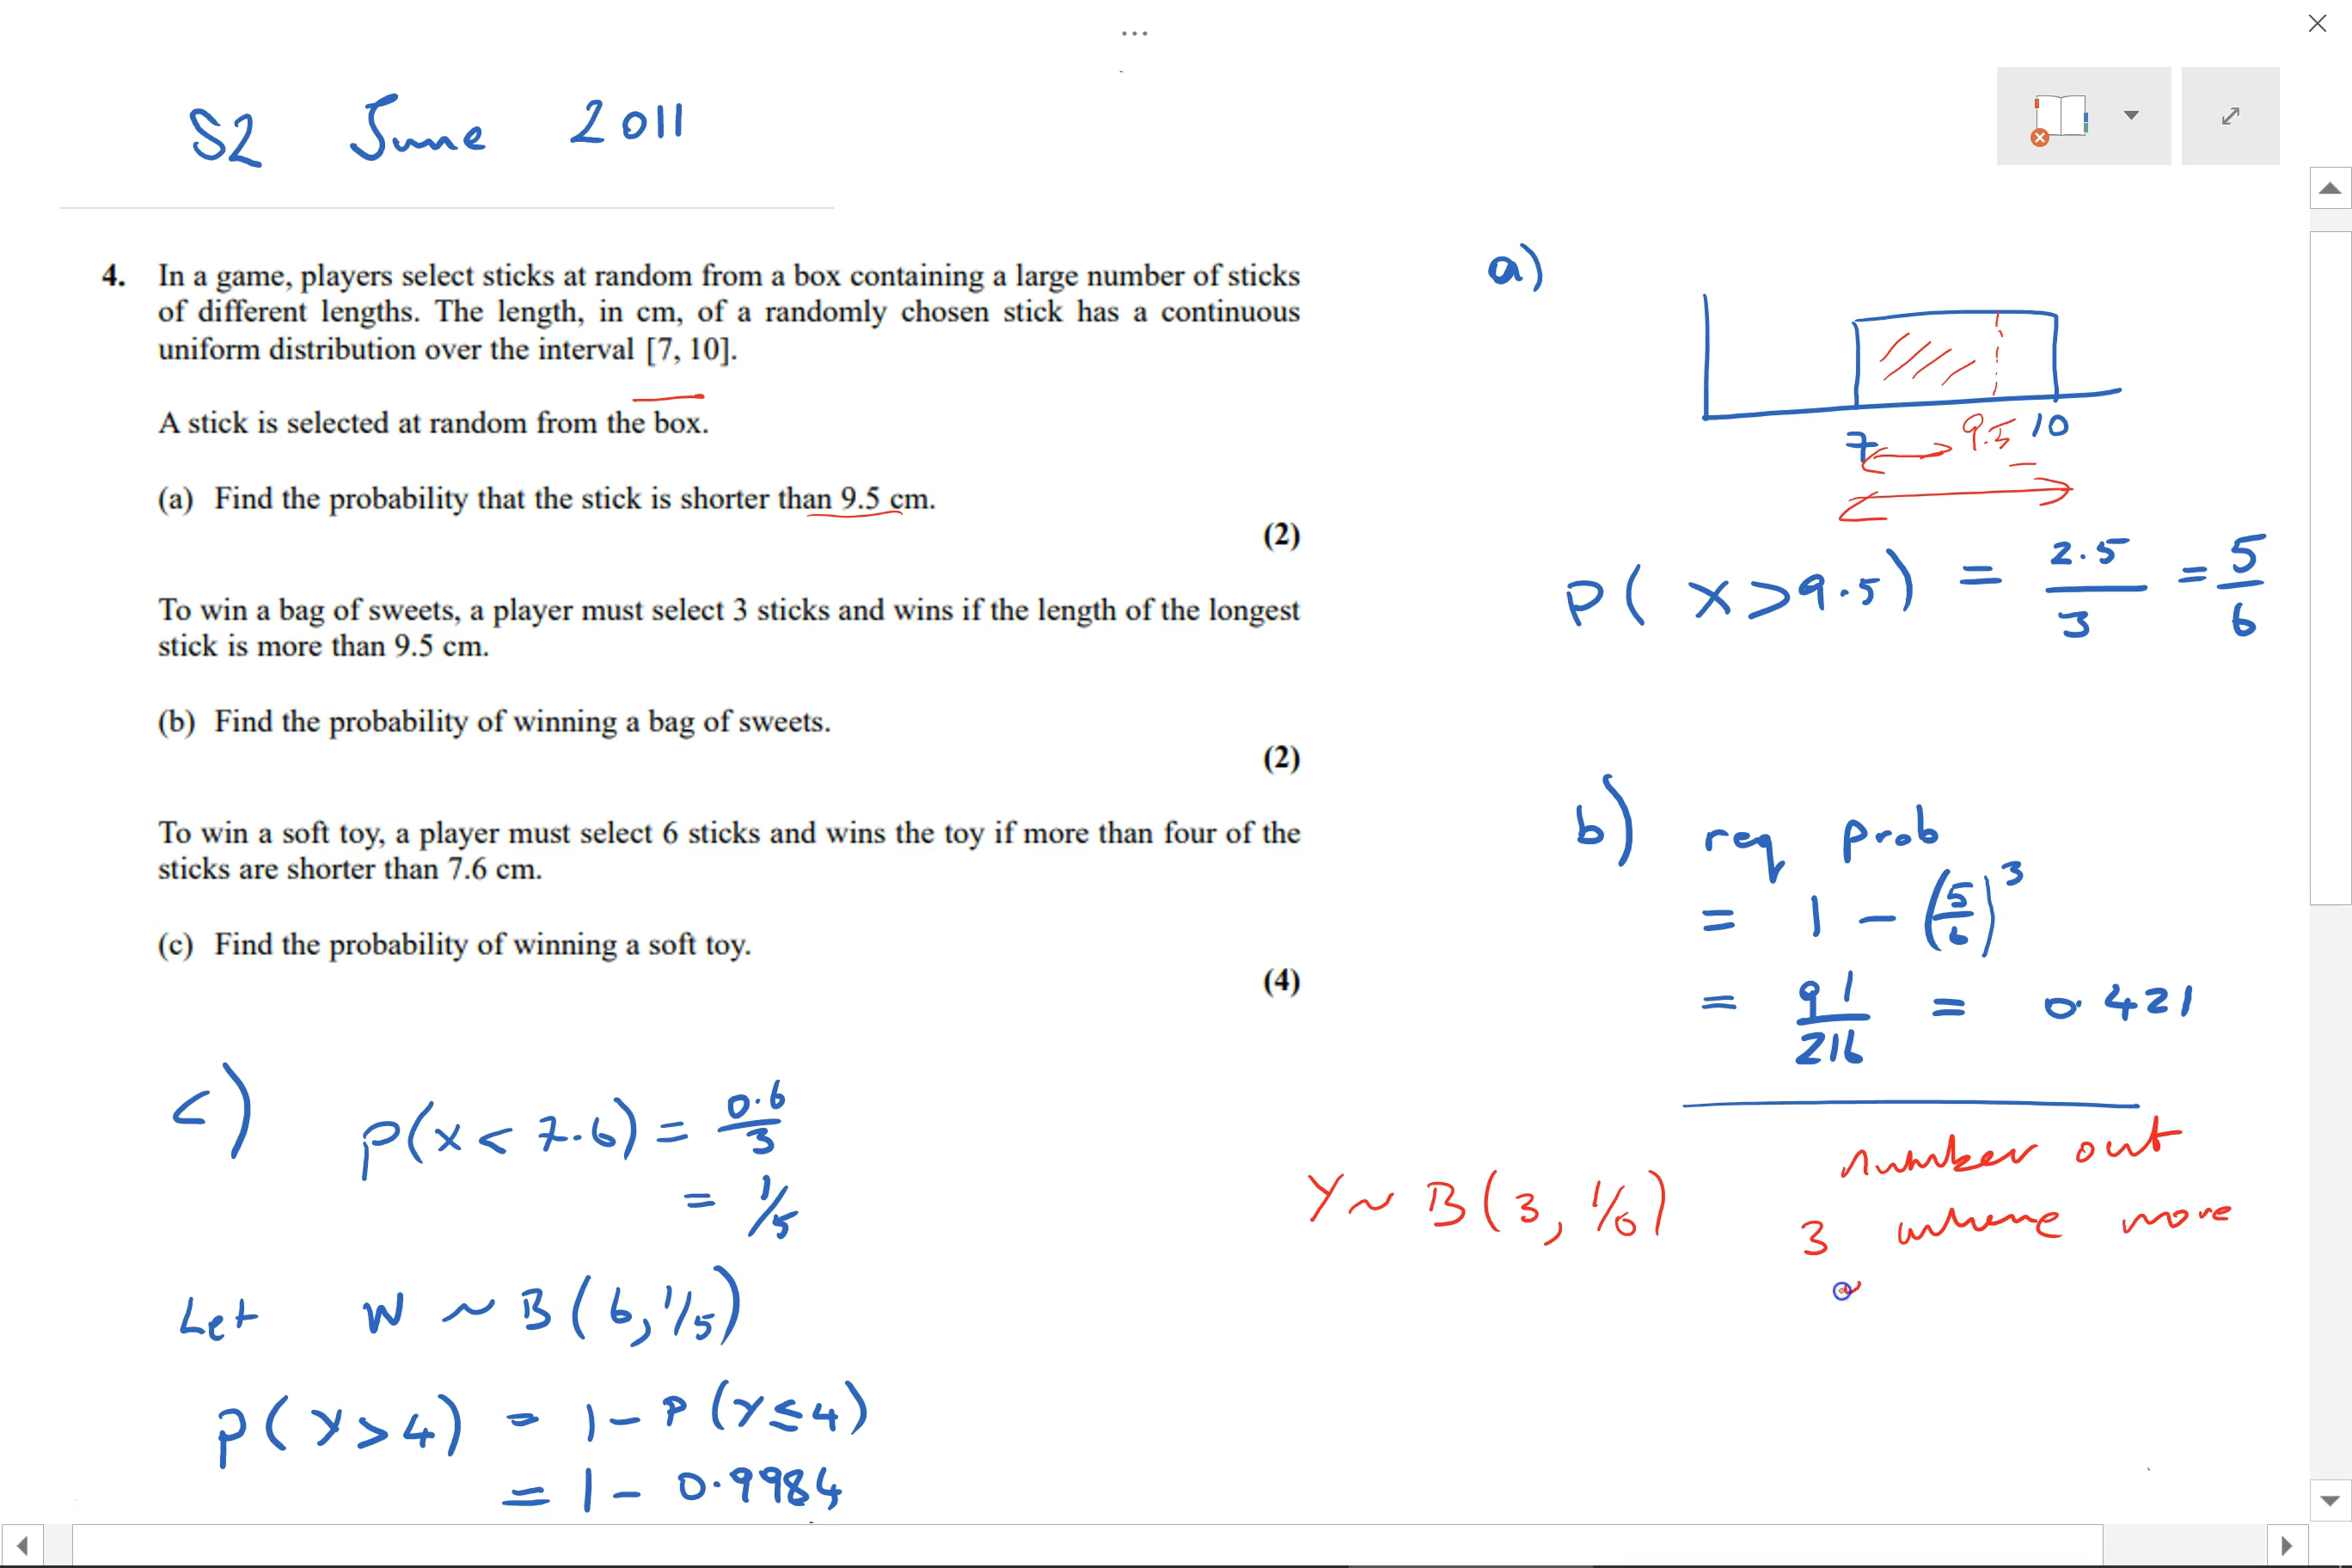 S2 June 2011
4. In a game, players select sticks at random from a box containing a large number of sticks
of different lengths. The length, in cm, of a randomly chosen stick has a continuous
uniform distribution over the interval [7, 10].
A stick is selected at random from the box.
(a) Find the probability that the stick is shorter than 9.5 cm.
(2)
To win a bag of sweets, a player must select 3 sticks and wins if the length of the longest
stick is more than 9.5 cm.
(b) Find the probability of winning a bag of sweets.
(2)
To win a soft toy, a player must select 6 sticks and wins the toy if more than four of the
sticks are shorter than 7.6 cm.
(c) Find the probability of winning a soft toy.
(4)
a)
7 9.5 10
P( X > 9.5 ) = 2.5/3 = 5/6
b) req prob
= 1 - (5/6)^3
= 91/216 = 0.421
number out
Y ~ B(3, 1/6) 3 where more
c) P(X < 7.6) = 0.6/3
= 1/5
Let W ~ B(6, 1/5)
P(Y > 4) = 1 - P(Y ≤ 4)
= 1 - 0.9984